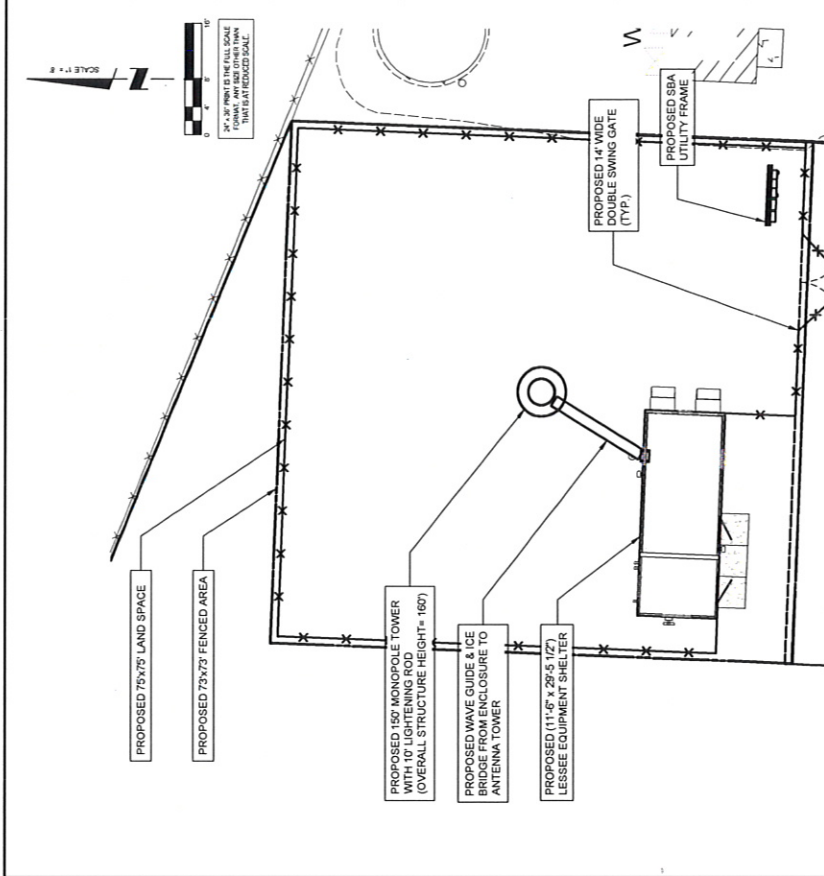 SCALE 1" = 8'
N
0 4' 8' 16'
24" x 36" PRINT IS THE FULL SCALE
FORMAT. ANY SIZE OTHER THAN
THAT IS AT REDUCED SCALE.
W
PROPOSED 14' WIDE
DOUBLE SWING GATE
(TYP.)
PROPOSED SBA
UTILITY FRAME
PROPOSED 75'x75' LAND SPACE
PROPOSED 73'x73' FENCED AREA
PROPOSED 150' MONOPOLE TOWER
WITH 10' LIGHTENING ROD
(OVERALL STRUCTURE HEIGHT= 160')
PROPOSED WAVE GUIDE & ICE
BRIDGE FROM ENCLOSURE TO
ANTENNA TOWER
PROPOSED (11'-6" x 29'-5 1/2")
LESSEE EQUIPMENT SHELTER